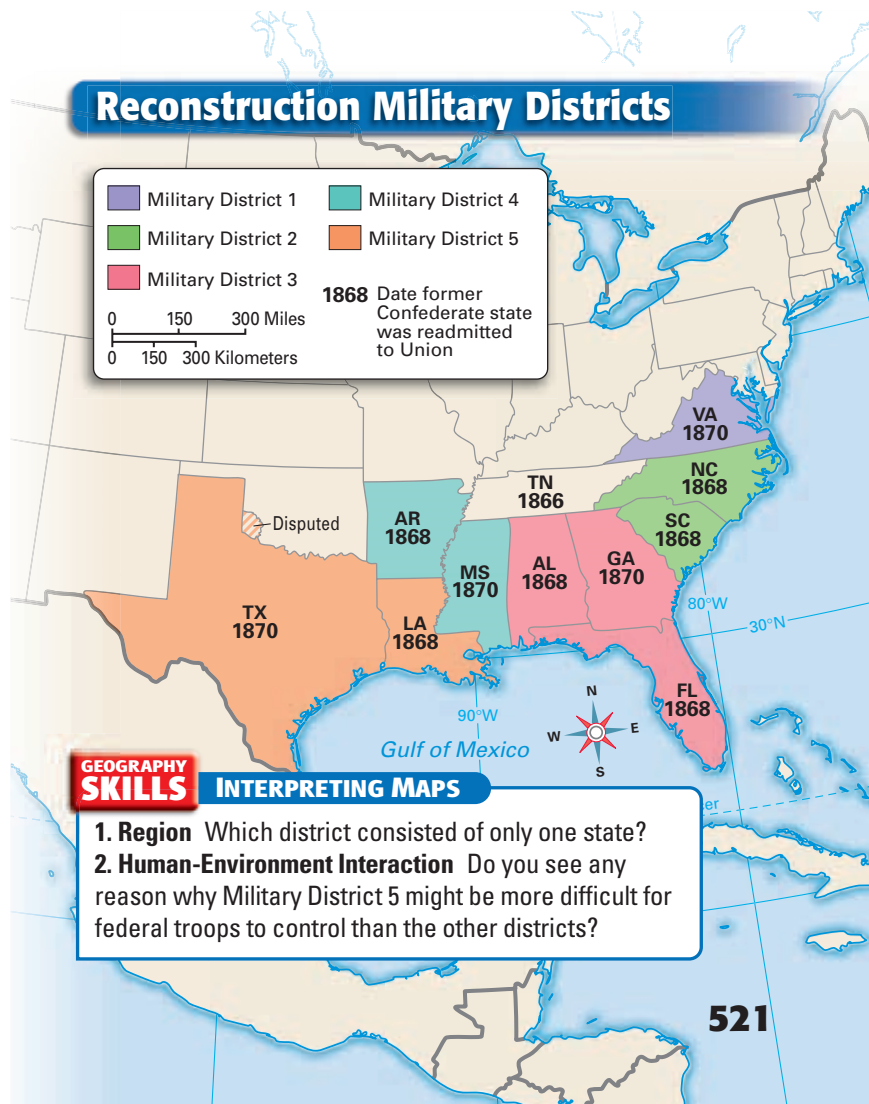 Reconstruction Military Districts
Military District 1
Military District 2
Military District 3
Military District 4
Military District 5
0 150 300 Miles
0 150 300 Kilometers
1868 Date former
Confederate state
was readmitted
to Union
VA
1870
NC
1868
TN
1866
SC
1868
Disputed
AR
1868
MS
1870
AL
1868
GA
1870
TX
1870
LA
1868
FL
1868
80°W
30°N
90°W
Gulf of Mexico
N
W
E
S
GEOGRAPHY
SKILLS
INTERPRETING MAPS
1. Region Which district consisted of only one state?
2. Human-Environment Interaction Do you see any
reason why Military District 5 might be more difficult for
federal troops to control than the other districts?
521